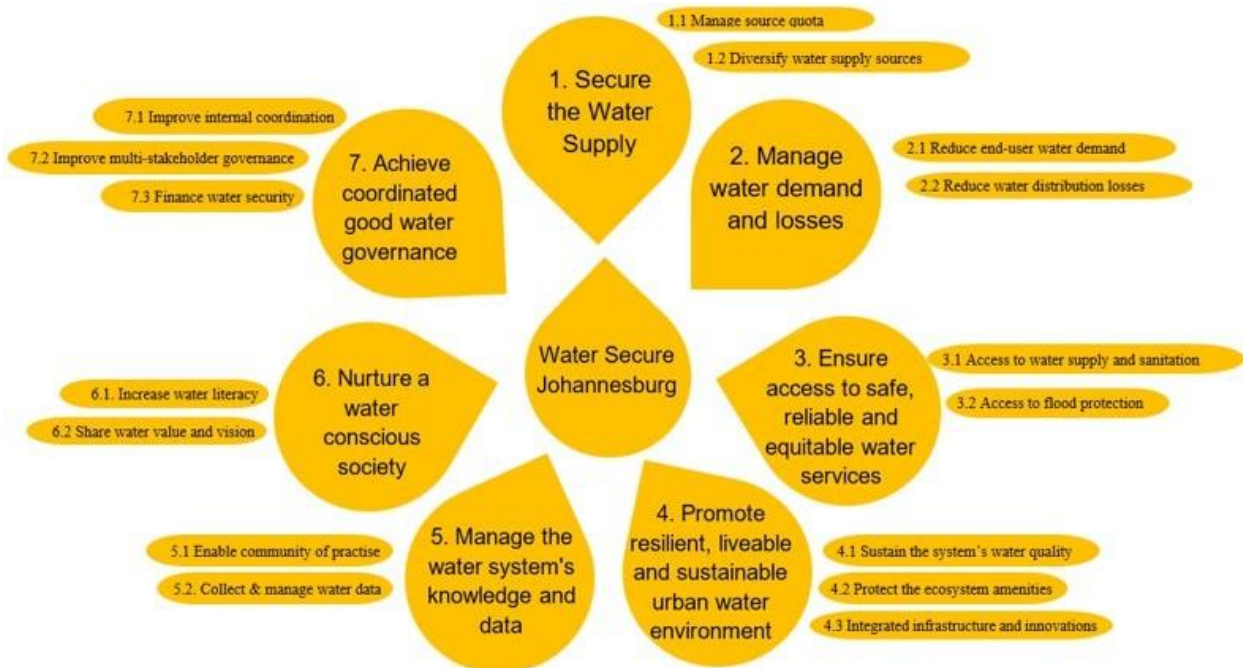 1. Secure
the Water
Supply
1.1 Manage source quota
1.2 Diversify water supply sources
2. Manage
water demand
and losses
2.1 Reduce end-user water demand
2.2 Reduce water distribution losses
3. Ensure
access to safe,
reliable and
equitable water
services
3.1 Access to water supply and sanitation
3.2 Access to flood protection
4. Promote
resilient, liveable
and sustainable
urban water
environment
4.1 Sustain the system's water quality
4.2 Protect the ecosystem amenities
4.3 Integrated infrastructure and innovations
5. Manage the
water system's
knowledge and
data
5.1 Enable community of practise
5.2. Collect & manage water data
6. Nurture a
water
conscious
society
6.1. Increase water literacy
6.2 Share water value and vision
7. Achieve
coordinated
good water
governance
7.1 Improve internal coordination
7.2 Improve multi-stakeholder governance
7.3 Finance water security
Water Secure
Johannesburg